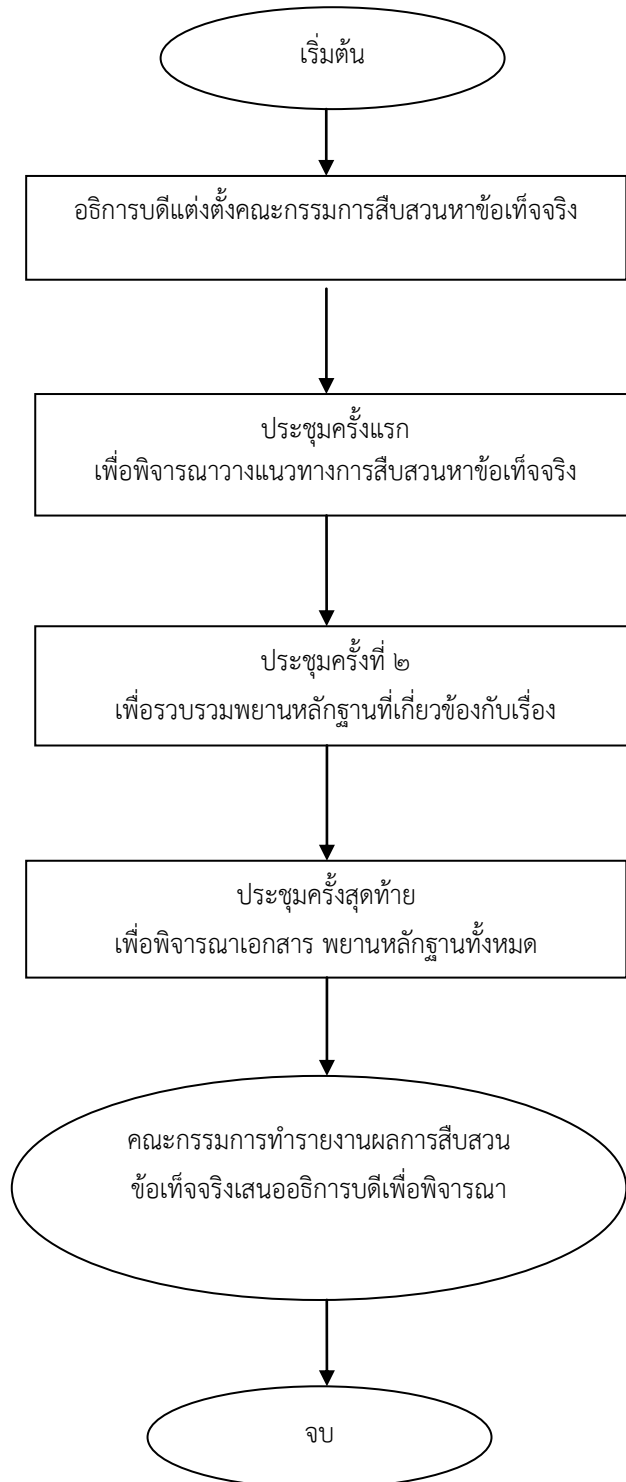 เริ่มต้น
อธิการบดีแต่งตั้งคณะกรรมการสืบสวนหาข้อเท็จจริง
ประชุมครั้งแรก
เพื่อพิจารณาวางแนวทางการสืบสวนหาข้อเท็จจริง
ประชุมครั้งที่ ๒
เพื่อรวบรวมพยานหลักฐานที่เกี่ยวข้องกับเรื่อง
ประชุมครั้งสุดท้าย
เพื่อพิจารณาเอกสาร พยานหลักฐานทั้งหมด
คณะกรรมการทำรายงานผลการสืบสวน
ข้อเท็จจริงเสนออธิการบดีเพื่อพิจารณา
จบ